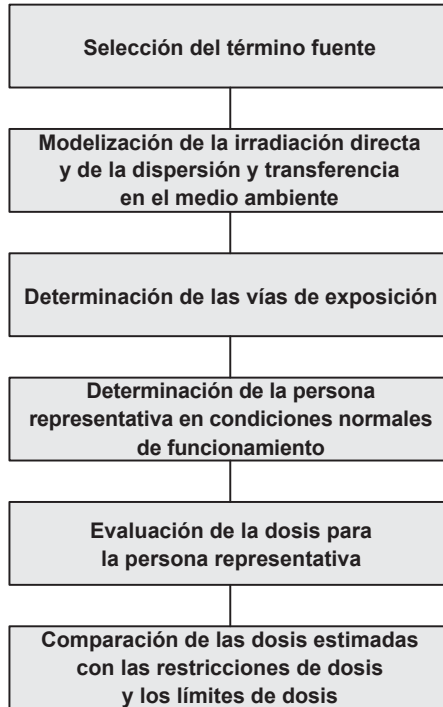 Selección del término fuente
Modelización de la irradiación directa
y de la dispersión y transferencia
en el medio ambiente
Determinación de las vías de exposición
Determinación de la persona
representativa en condiciones normales
de funcionamiento
Evaluación de la dosis para
la persona representativa
Comparación de las dosis estimadas
con las restricciones de dosis
y los límites de dosis